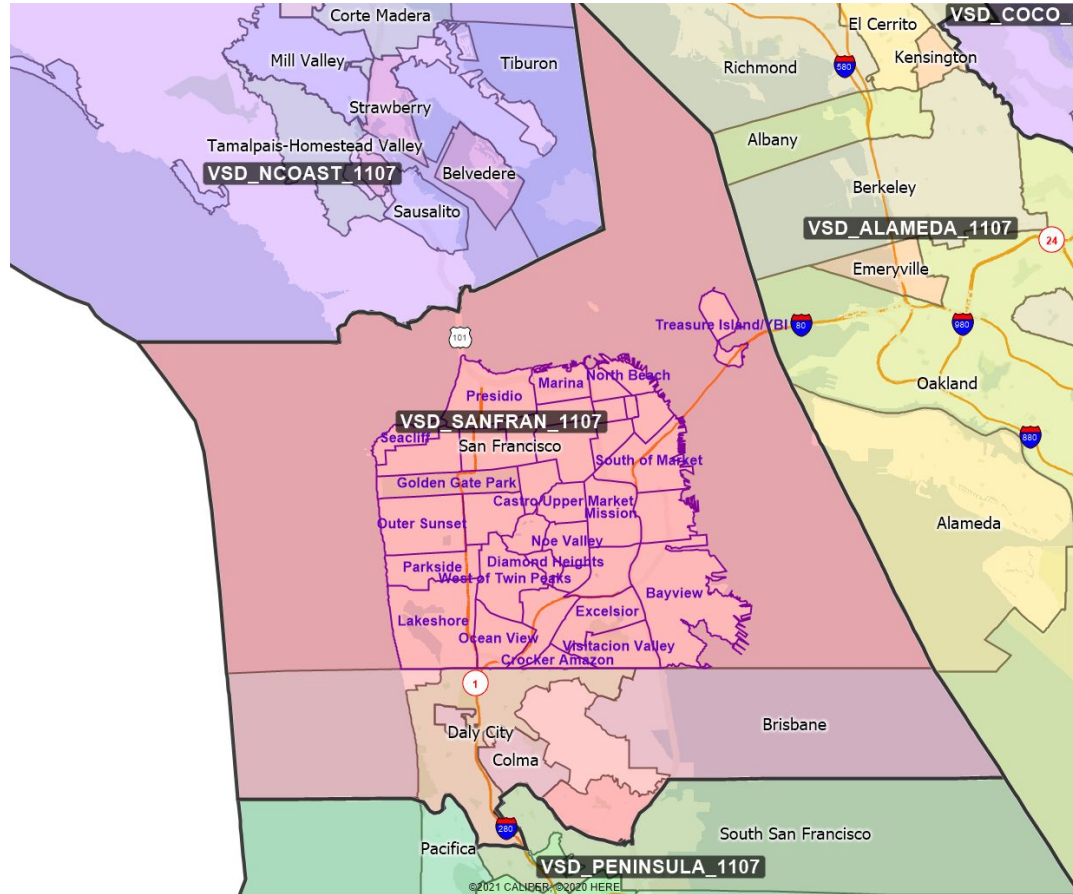 Corte Madera
VSD_COCO_
El Cerrito
Mill Valley
Tiburon
Richmond
580
Kensington
Strawberry
Albany
Tamalpais-Homestead Valley
VSD_NCOAST_1107
Belvedere
Berkeley
Sausalito
VSD_ALAMEDA_1107
24
Emeryville
Treasure Island/YBI
80
980
101
North Beach
Marina
Presidio
Oakland
VSD_SANFRAN_1107
Seacliff
San Francisco
880
South of Market
Golden Gate Park
Castro/Upper Market
Mission
Outer Sunset
Alameda
Noe Valley
Diamond Heights
Parkside
West of Twin Peaks
Bayview
Excelsior
Lakeshore
Ocean View
Visitacion Valley
Crocker Amazon
1
Brisbane
Daly City
Colma
280
South San Francisco
Pacifica
VSD_PENINSULA_1107
©2021 CALIPER; ©2020 HERE